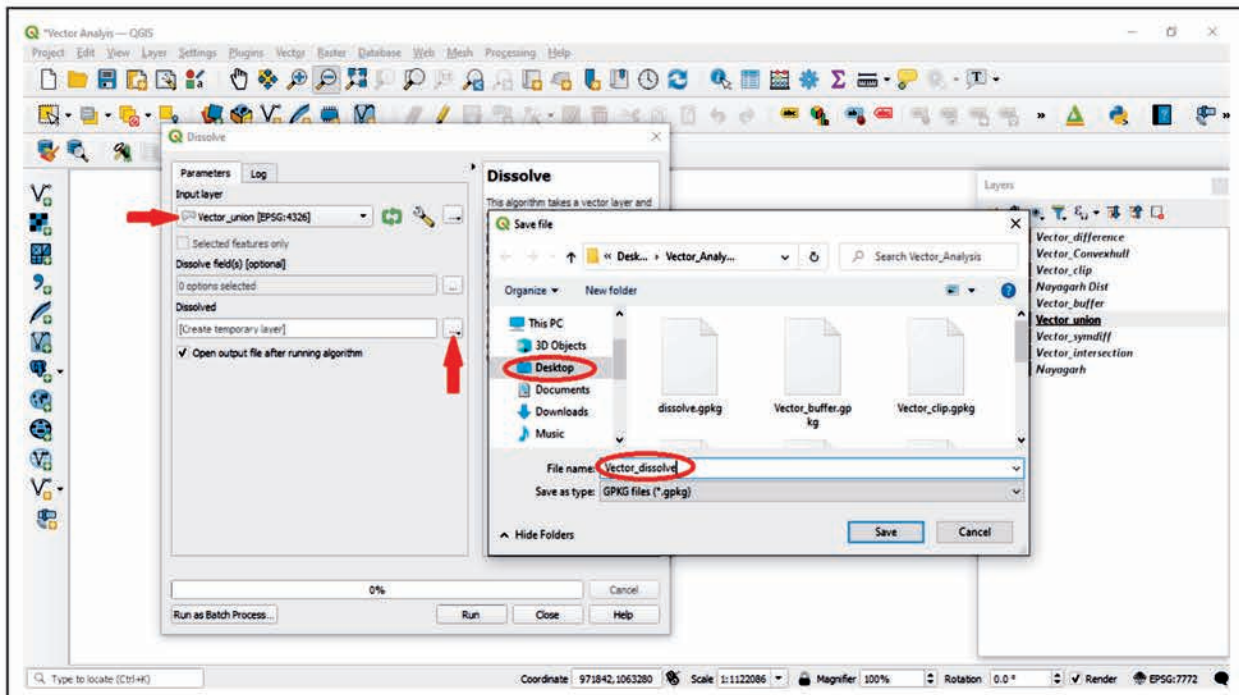 *Vector Analyis — QGIS
Project Edit View Layer Settings Plugins Vector Raster Database Web Mesh Processing Help
Dissolve
Parameters Log
Input layer
Vector_union [EPSG:4326]
Selected features only
Dissolve field(s) [optional]
0 options selected
Dissolved
[Create temporary layer]
Open output file after running algorithm
0%
Cancel
Run as Batch Process...
Run
Close
Help
Dissolve
This algorithm takes a vector layer and
Save file
« Desk... › Vector_Analy...
Search Vector_Analysis
Organize
New folder
This PC
3D Objects
Desktop
Documents
Downloads
Music
dissolve.gpkg
Vector_buffer.gp
kg
Vector_clip.gpkg
File name: Vector_dissolve
Save as type: GPKG files (*.gpkg)
Hide Folders
Save
Cancel
Layers
Vector_difference
Vector_Convexhull
Vector_clip
Nayagarh Dist
Vector_buffer
Vector_union
Vector_symdiff
Vector_intersection
Nayagarh
Type to locate (Ctrl+K)
Coordinate 971842,1063280 Scale 1:1122086 Magnifier 100% Rotation 0.0 ° Render EPSG:7772